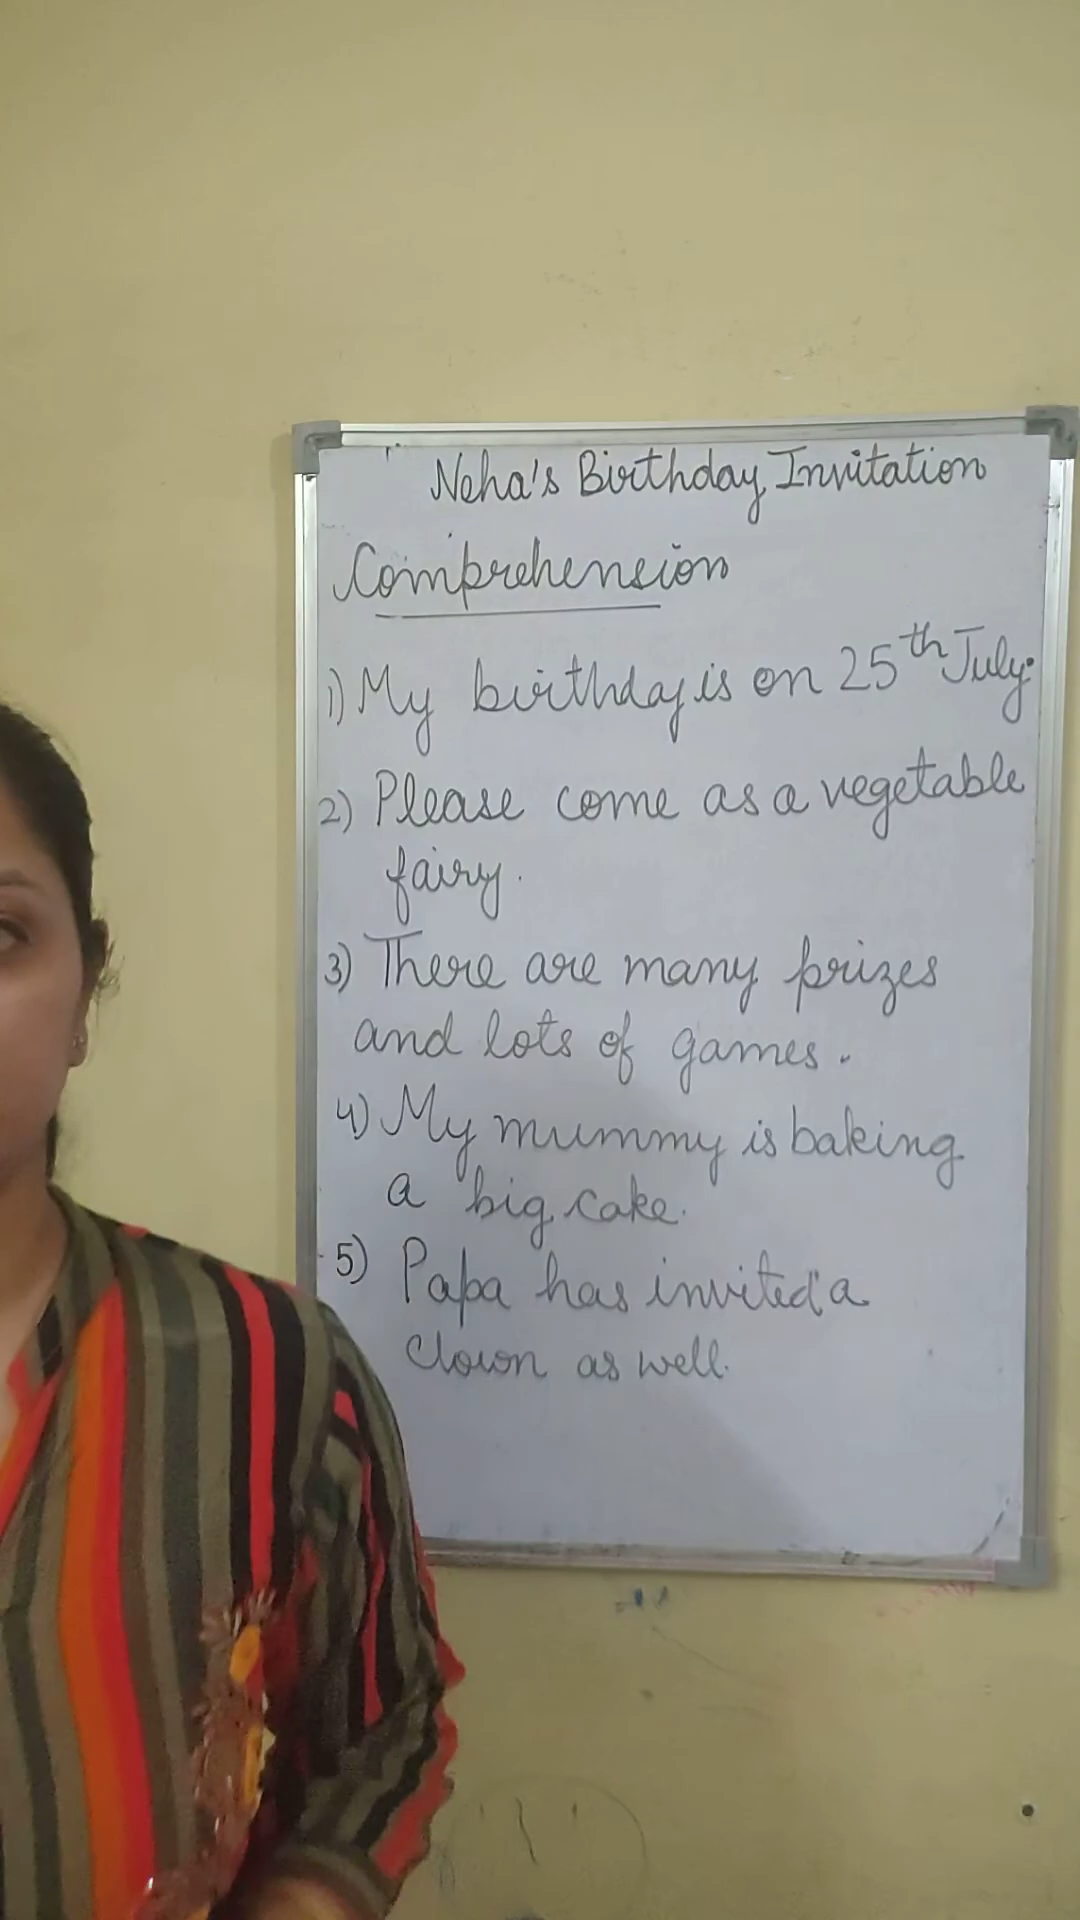 Neha's Birthday Invitation
Comprehension
1) My birthday is on 25th July.
2) Please come as a vegetable
fairy.
3) There are many prizes
and lots of games.
4) My mummy is baking
a big cake.
5) Papa has invited a
clown as well.